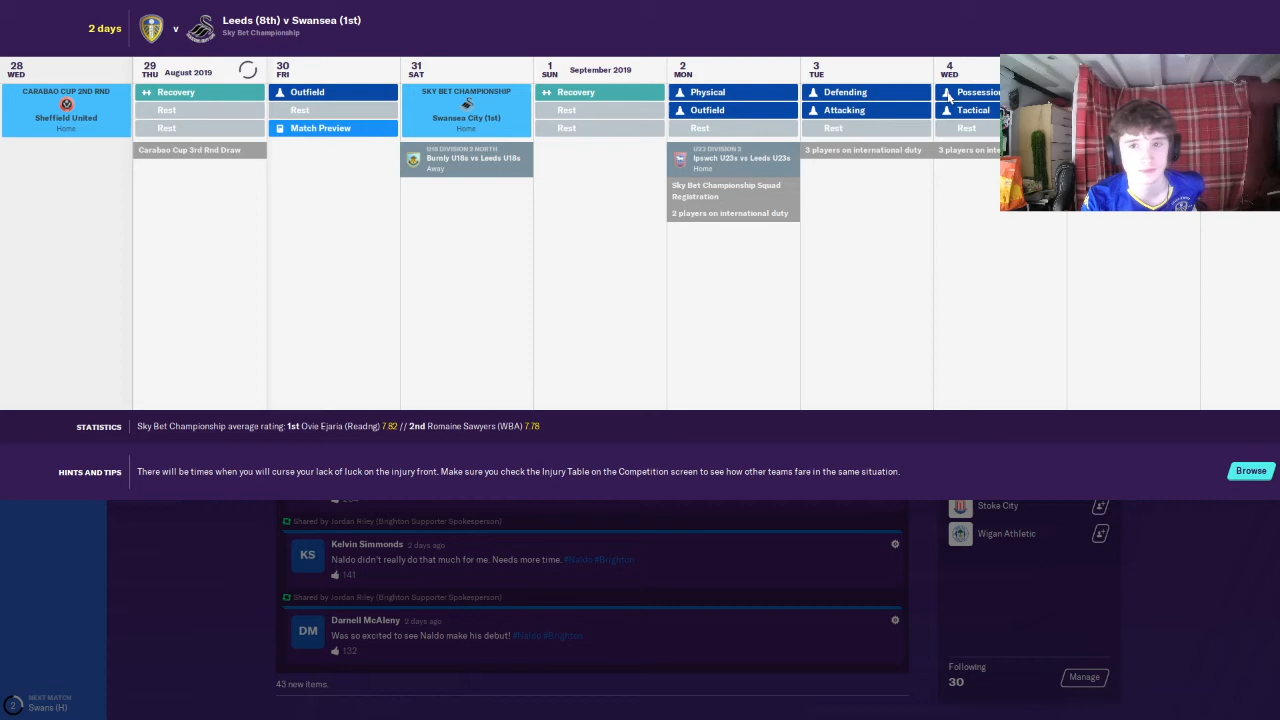 2 days
v
Leeds (8th) v Swansea (1st)
Sky Bet Championship
28
WED
29
THU
August 2019
30
FRI
31
SAT
1
SUN
September 2019
2
MON
3
TUE
4
WED
CARABAO CUP 2ND RND
Sheffield United
Home
Recovery
Rest
Rest
Carabao Cup 3rd Rnd Draw
Outfield
Rest
Match Preview
SKY BET CHAMPIONSHIP
Swansea City (1st)
Home
U18 DIVISION 2 NORTH
Burnly U18s vs Leeds U18s
Away
Recovery
Rest
Rest
Physical
Outfield
Rest
U23 DIVISION 2
Ipswch U23s vs Leeds U23s
Home
Sky Bet Championship Squad
Registration
2 players on international duty
Defending
Attacking
Rest
3 players on international duty
Possession
Tactical
Rest
3 players on inte
STATISTICS
Sky Bet Championship average rating: 1st Ovie Ejaria (Readng) 7.82 // 2nd Romaine Sawyers (WBA) 7.78
HINTS AND TIPS
There will be times when you will curse your lack of luck on the injury front. Make sure you check the Injury Table on the Competition screen to see how other teams fare in the same situation.
Browse
Shared by Jordan Riley (Brighton Supporter Spokesperson)
KS
Kelvin Simmonds 2 days ago
Naldo didn't really do that much for me. Needs more time. #Naldo #Brighton
141
Shared by Jordan Riley (Brighton Supporter Spokesperson)
DM
Darnell McAleny 2 days ago
Was so excited to see Naldo make his debut! #Naldo #Brighton
132
43 new items.
Stoke City
Wigan Athletic
Following
30
Manage
2
NEXT MATCH
Swans (H)